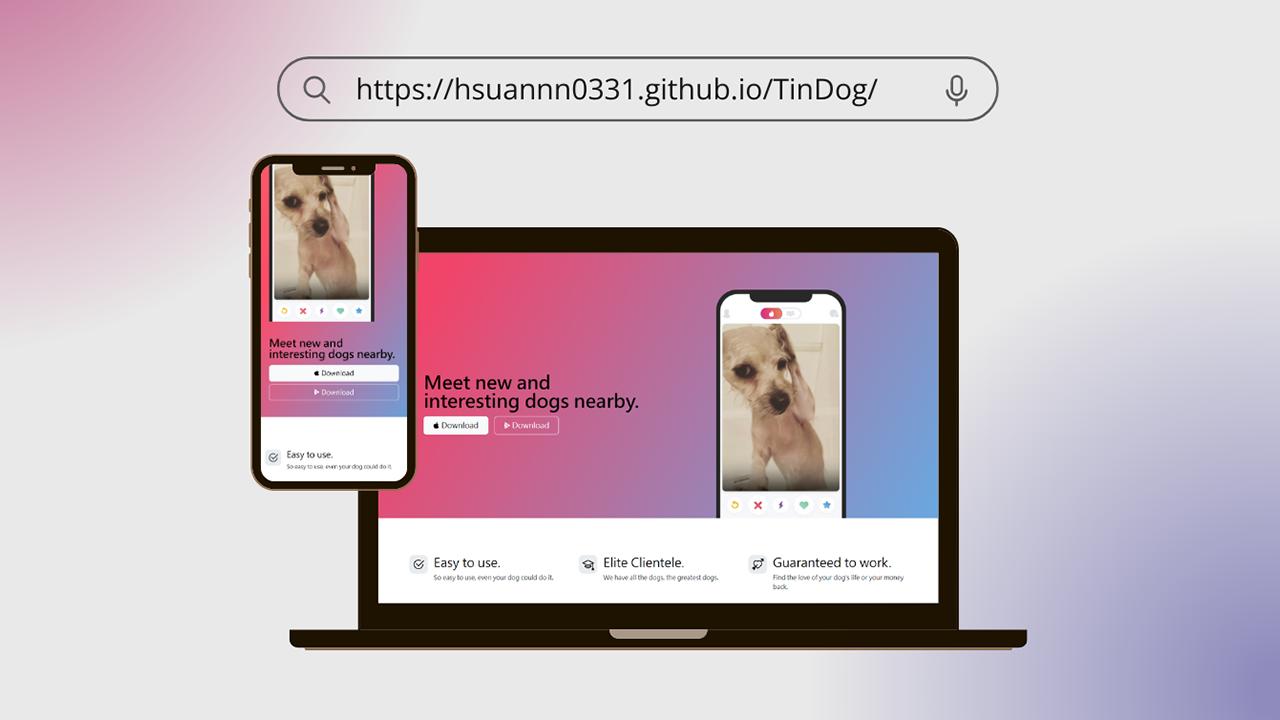 https://hsuannn0331.github.io/TinDog/
Meet new and
interesting dogs nearby.
Download
Download
Easy to use.
So easy to use, even your dog could do it.
Meet new and
interesting dogs nearby.
Download
Download
Easy to use.
So easy to use, even your dog could do it.
Elite Clientele.
We have all the dogs, the greatest dogs.
Guaranteed to work.
Find the love of your dog's life or your money
back.